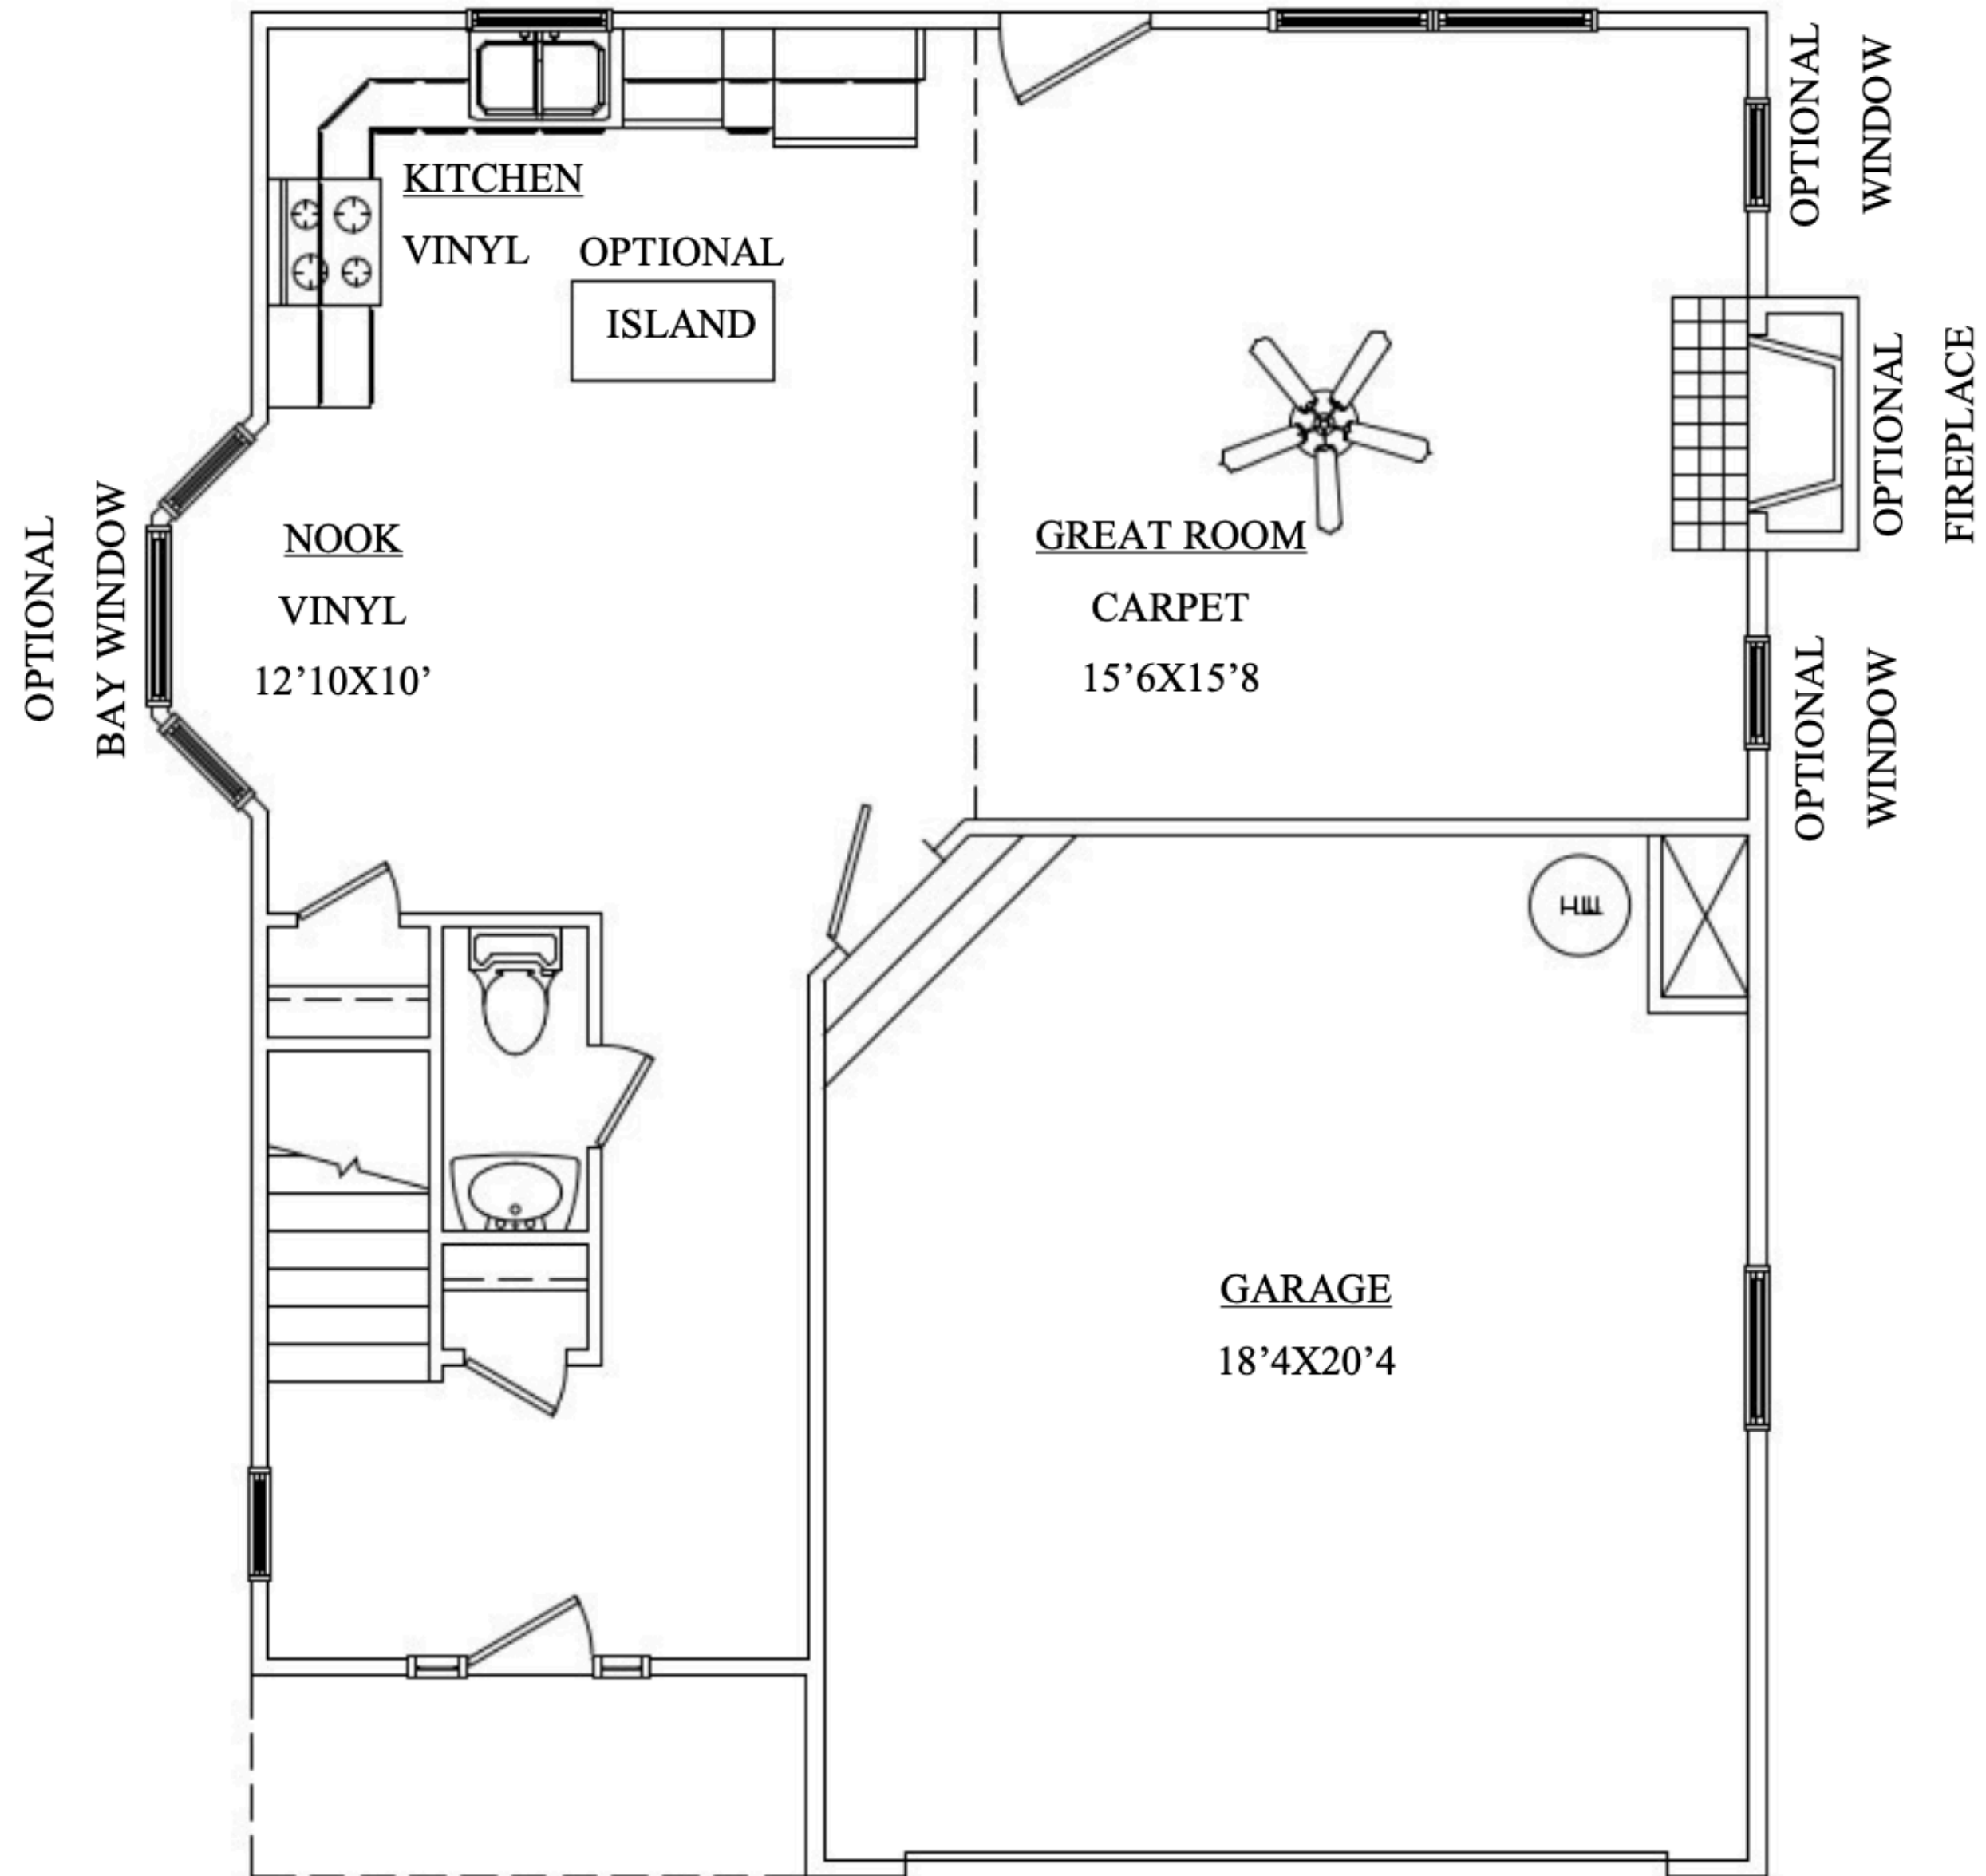 KITCHEN
VINYL
OPTIONAL
ISLAND
OPTIONAL
WINDOW
OPTIONAL
FIREPLACE
OPTIONAL
BAY WINDOW
NOOK
VINYL
12’10X10’
GREAT ROOM
CARPET
15’6X15’8
OPTIONAL
WINDOW
GARAGE
18’4X20’4